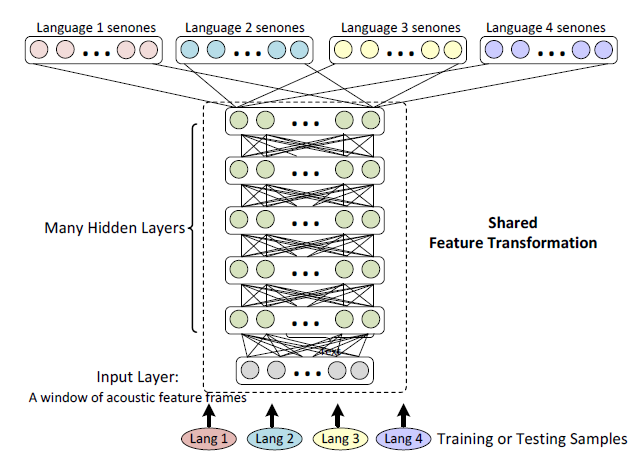 Language 1 senones
Language 2 senones
Language 3 senones
Language 4 senones
Many Hidden Layers
Shared
Feature Transformation
Text
Input Layer:
A window of acoustic feature frames
Lang 1
Lang 2
Lang 3
Lang 4
Training or Testing Samples